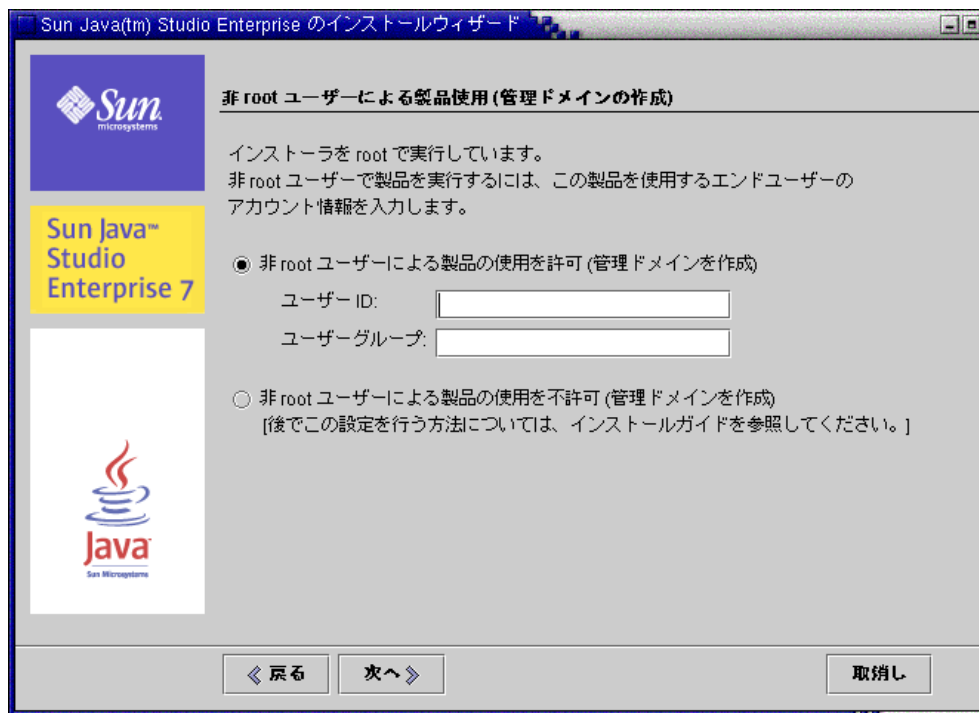 Sun Java(tm) Studio Enterprise のインストールウィザード
Sun
microsystems
Sun Java™
Studio
Enterprise 7
Java
Sun Microsystems
非 root ユーザーによる製品使用 (管理ドメインの作成)
インストーラを root で実行しています。
非 root ユーザーで製品を実行するには、この製品を使用するエンドユーザーの
アカウント情報を入力します。
非 root ユーザーによる製品の使用を許可 (管理ドメインを作成)
ユーザー ID:
ユーザーグループ:
非 root ユーザーによる製品の使用を不許可 (管理ドメインを作成)
[後でこの設定を行う方法については、インストールガイドを参照してください。]
戻る
次へ
取消し